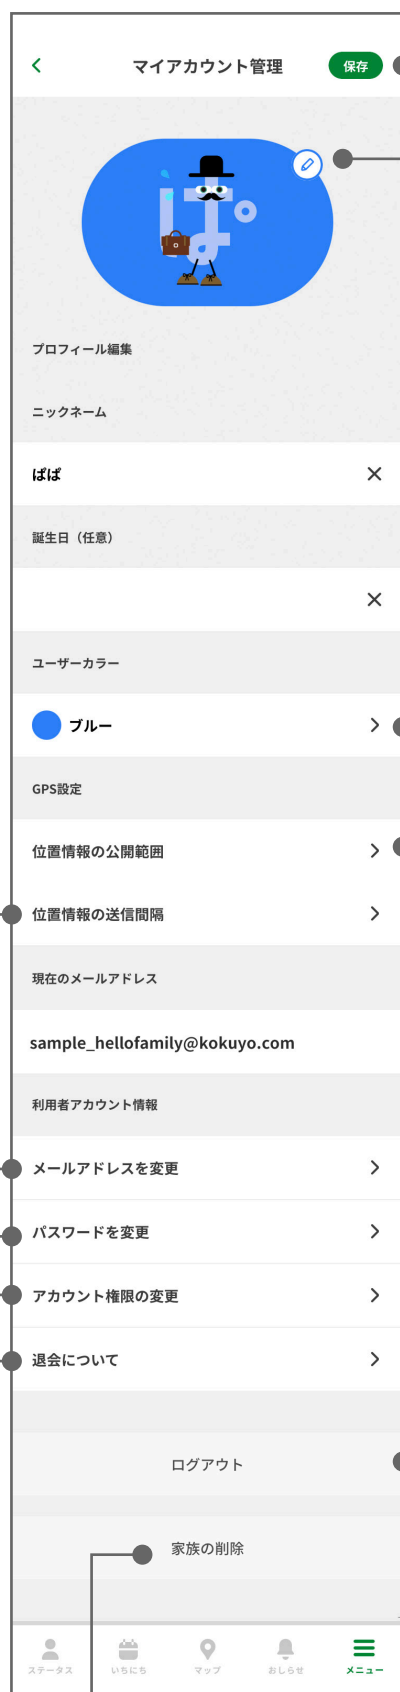 マイアカウント管理
保存
プロフィール編集
ニックネーム
ぱぱ
誕生日（任意）
ユーザーカラー
ブルー
GPS設定
位置情報の公開範囲
位置情報の送信間隔
現在のメールアドレス
sample_hellofamily@kokuyo.com
利用者アカウント情報
メールアドレスを変更
パスワードを変更
アカウント権限の変更
退会について
ログアウト
家族の削除
ステータス
いちにち
マップ
おしらせ
メニュー